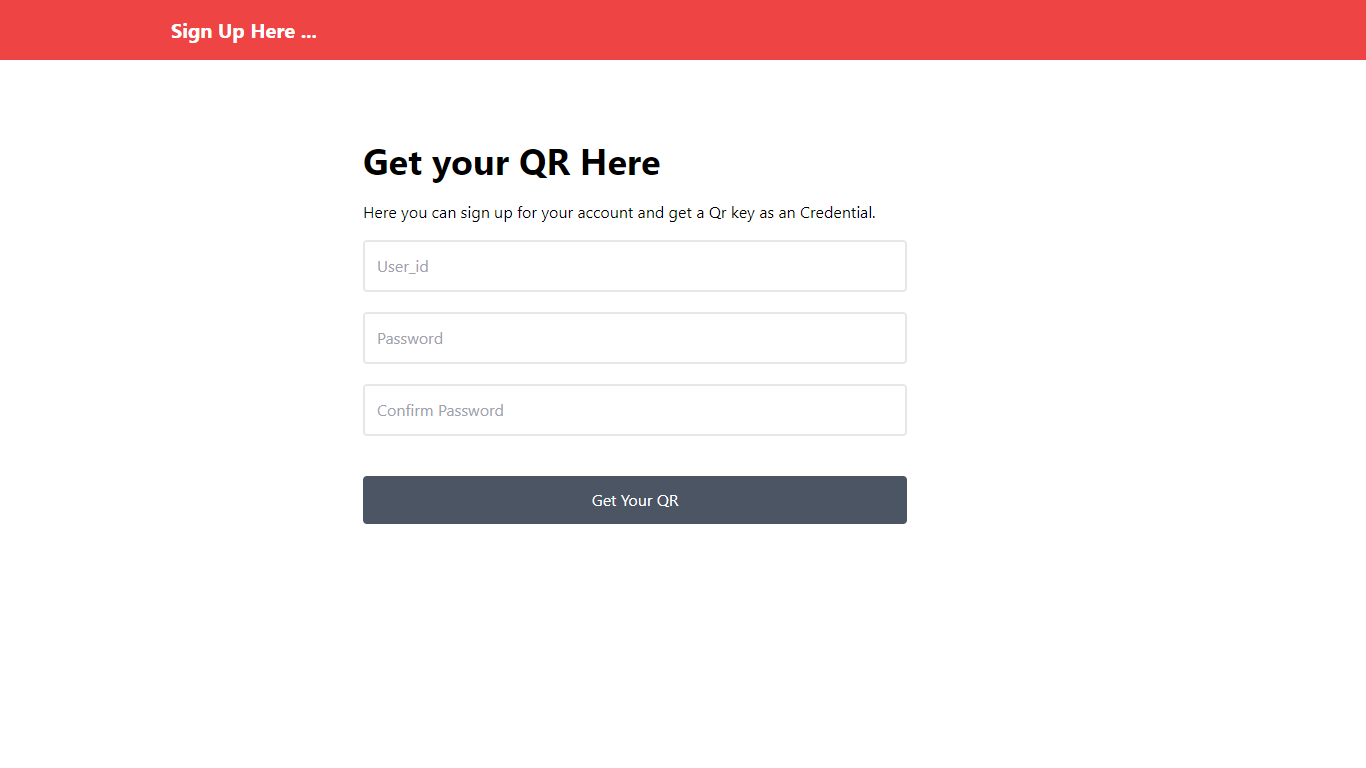 Sign Up Here ...
Get your QR Here
Here you can sign up for your account and get a Qr key as an Credential.
User_id
Password
Confirm Password
Get Your QR